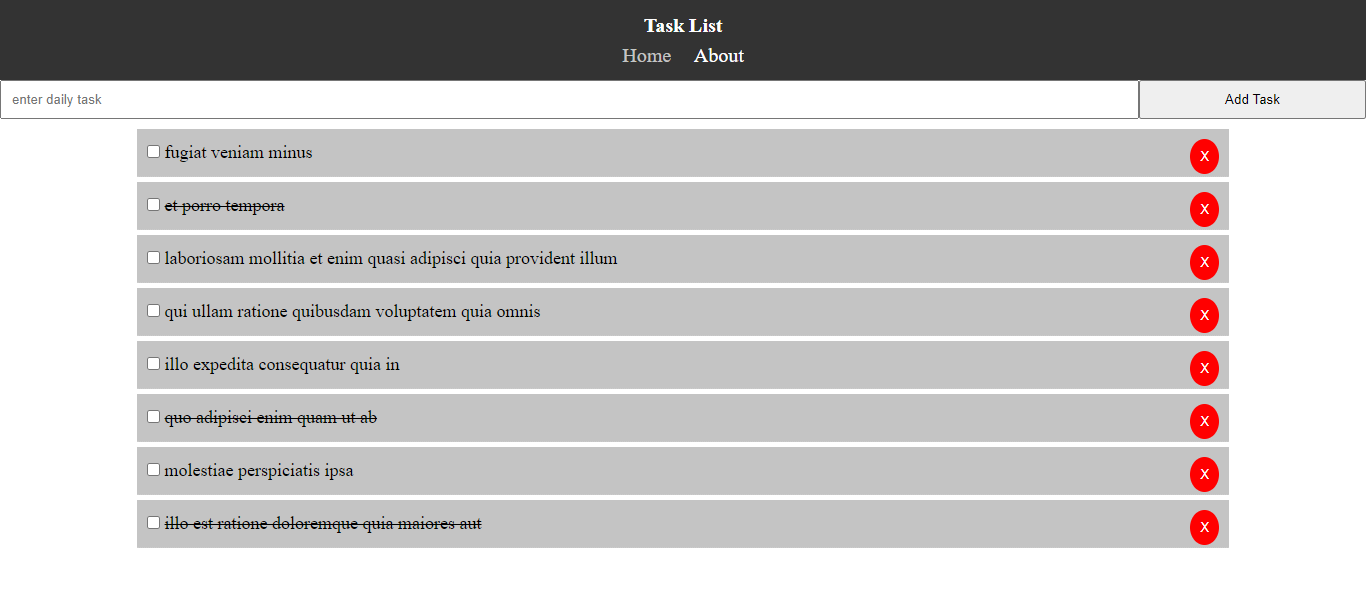 Task List
Home About
enter daily task Add Task
fugiat veniam minus X
et porro tempora X
laboriosam mollitia et enim quasi adipisci quia provident illum X
qui ullam ratione quibusdam voluptatem quia omnis X
illo expedita consequatur quia in X
quo adipisci enim quam ut ab X
molestiae perspiciatis ipsa X
illo est ratione doloremque quia maiores aut X